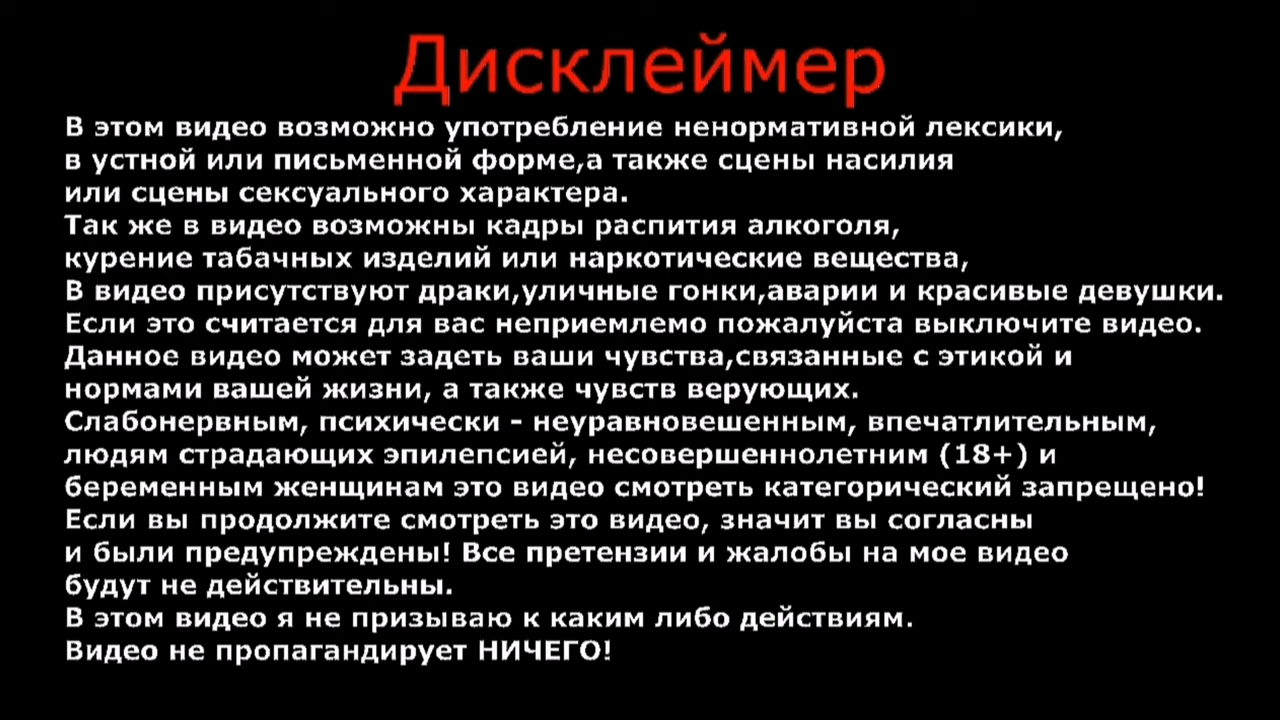 Дисклеймер
В этом видео возможно употребление ненормативной лексики,
в устной или письменной форме,а также сцены насилия
или сцены сексуального характера.
Так же в видео возможны кадры распития алкоголя,
курение табачных изделий или наркотические вещества,
В видео присутствуют драки,уличные гонки,аварии и красивые девушки.
Если это считается для вас неприемлемо пожалуйста выключите видео.
Данное видео может задеть ваши чувства,связанные с этикой и
нормами вашей жизни, а также чувств верующих.
Слабонервным, психически - неуравновешенным, впечатлительным,
людям страдающих эпилепсией, несовершеннолетним (18+) и
беременным женщинам это видео смотреть категорический запрещено!
Если вы продолжите смотреть это видео, значит вы согласны
и были предупреждены! Все претензии и жалобы на мое видео
будут не действительны.
В этом видео я не призываю к каким либо действиям.
Видео не пропагандирует НИЧЕГО!